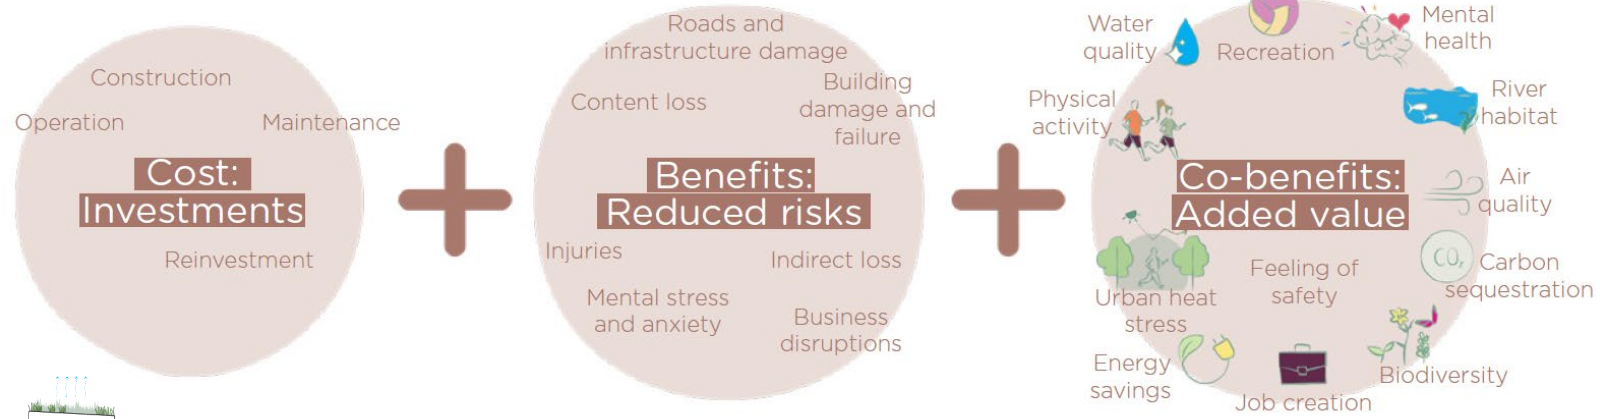 Construction
Operation
Maintenance
Cost:
Investments
Reinvestment
Roads and
infrastructure damage
Content loss
Building
damage and
failure
Benefits:
Reduced risks
Injuries
Indirect loss
Mental stress
and anxiety
Business
disruptions
Water
quality
Recreation
Mental
health
Physical
activity
River
habitat
Co-benefits:
Added value
Air
quality
Urban heat
stress
Feeling of
safety
CO₂
Carbon
sequestration
Energy
savings
Job creation
Biodiversity